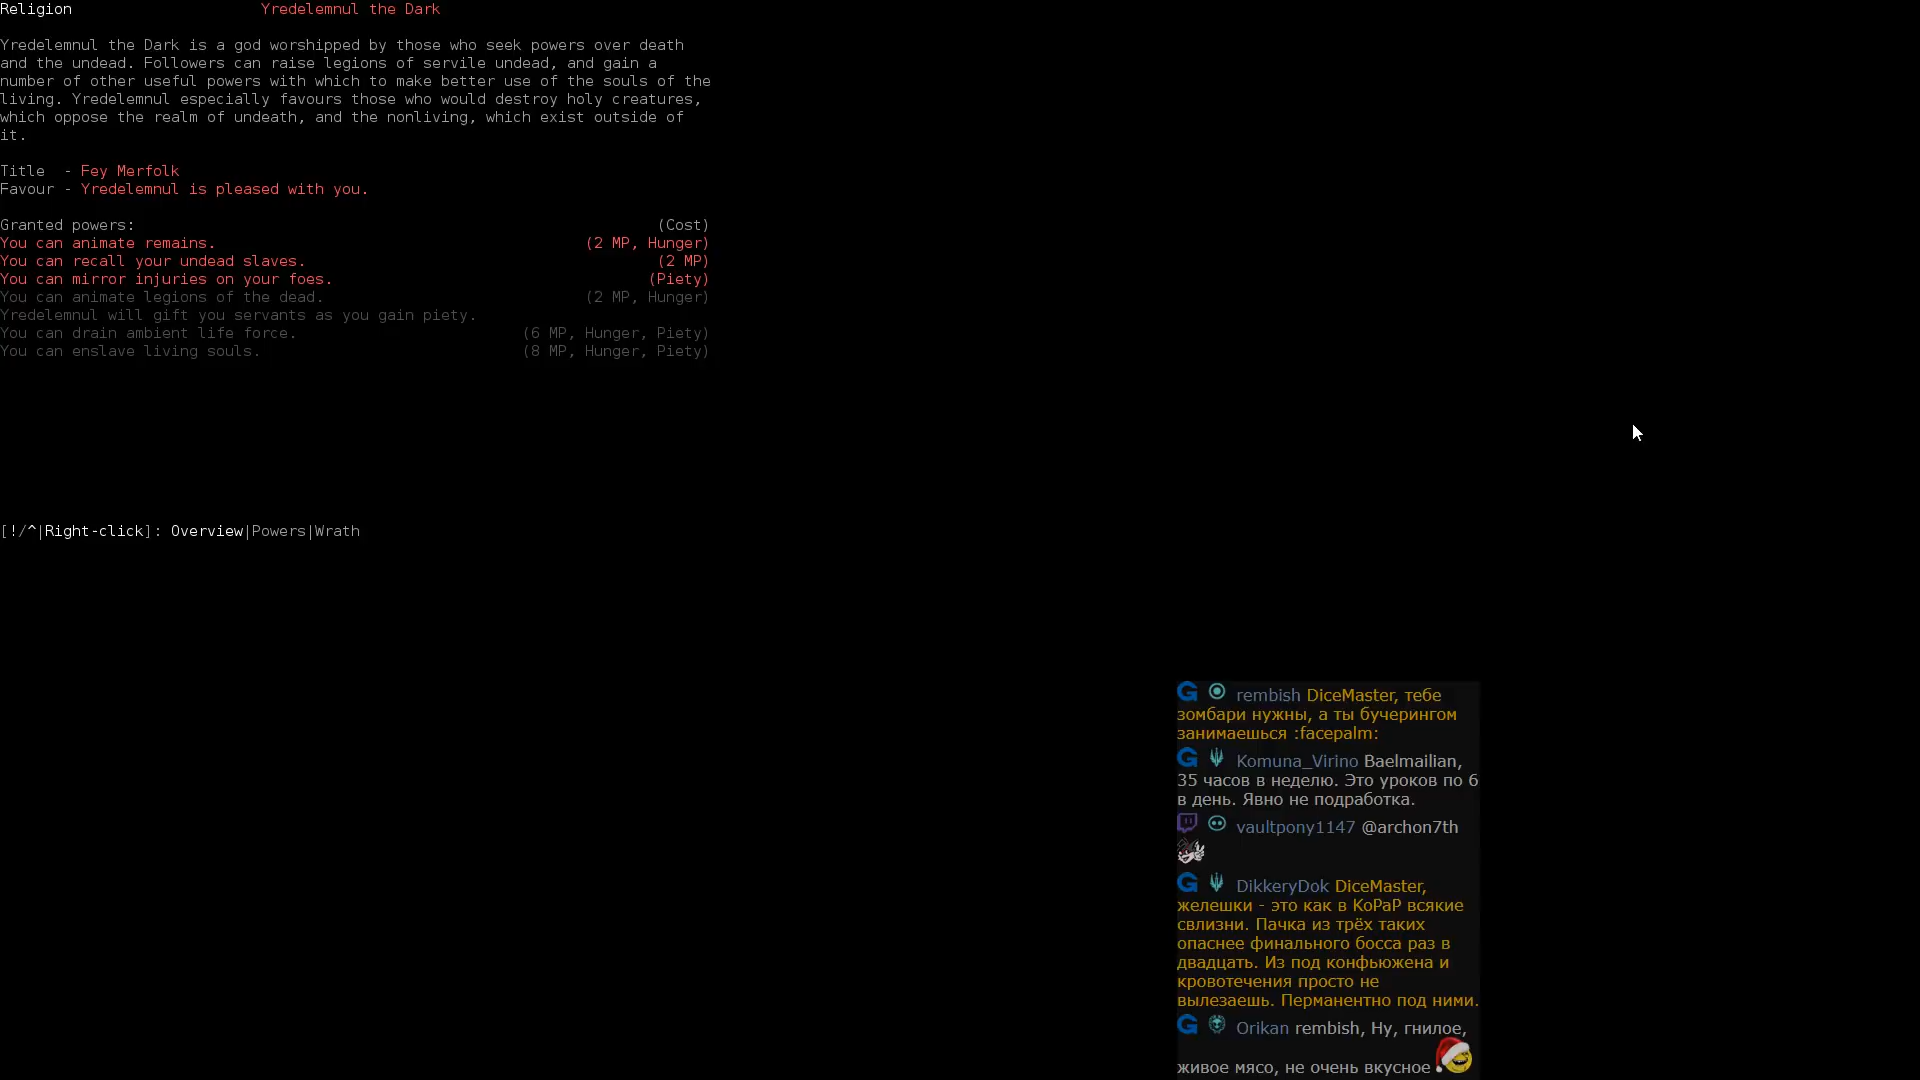 Religion Yredelemnul the Dark
Yredelemnul the Dark is a god worshipped by those who seek powers over death
and the undead. Followers can raise legions of servile undead, and gain a
number of other useful powers with which to make better use of the souls of the
living. Yredelemnul especially favours those who would destroy holy creatures,
which oppose the realm of undeath, and the nonliving, which exist outside of
it.
Title - Fey Merfolk
Favour - Yredelemnul is pleased with you.
Granted powers: (Cost)
You can animate remains. (2 MP, Hunger)
You can recall your undead slaves. (2 MP)
You can mirror injuries on your foes. (Piety)
You can animate legions of the dead. (2 MP, Hunger)
Yredelemnul will gift you servants as you gain piety.
You can drain ambient life force. (6 MP, Hunger, Piety)
You can enslave living souls. (8 MP, Hunger, Piety)
[!/^|Right-click]: Overview|Powers|Wrath
rembish DiceMaster, тебе
зомбари нужны, а ты бучерингом
занимаешься :facepalm:
Komuna_Virino Baelmailian,
35 часов в неделю. Это уроков по 6
в день. Явно не подработка.
vaultpony1147 @archon7th
DikkeryDok DiceMaster,
желешки - это как в КоРаР всякие
свлизни. Пачка из трёх таких
опаснее финального босса раз в
двадцать. Из под конфьюжена и
кровотечения просто не
вылезаешь. Перманентно под ними.
Orikan rembish, Ну, гнилое,
живое мясо, не очень вкусное